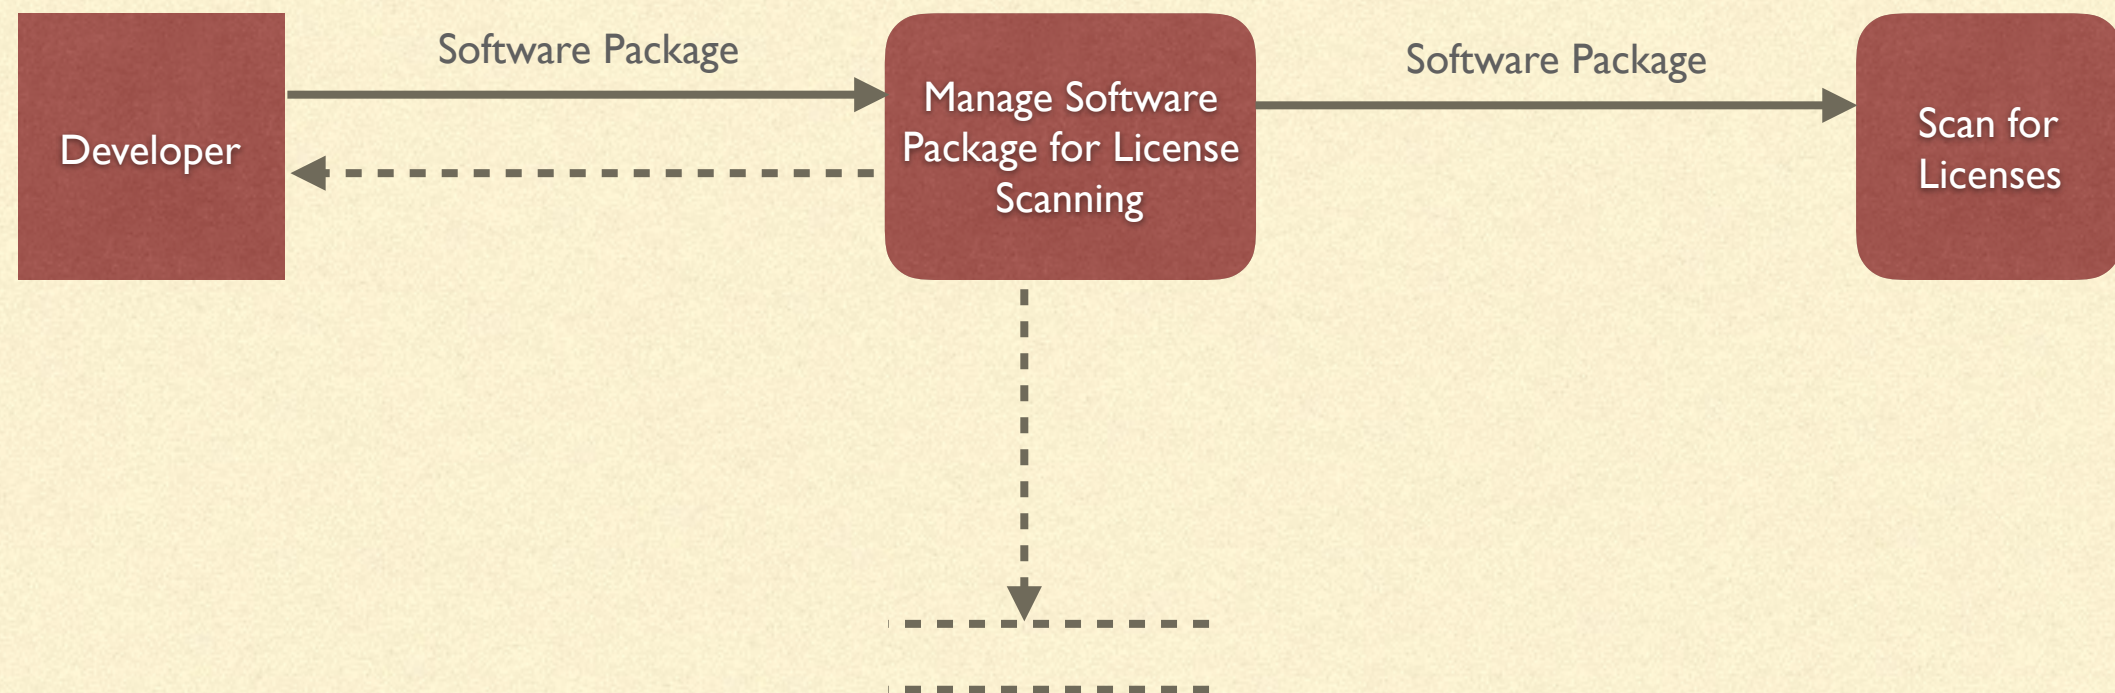 Software Package
Software Package
Developer
Manage Software
Package for License
Scanning
Scan for
Licenses